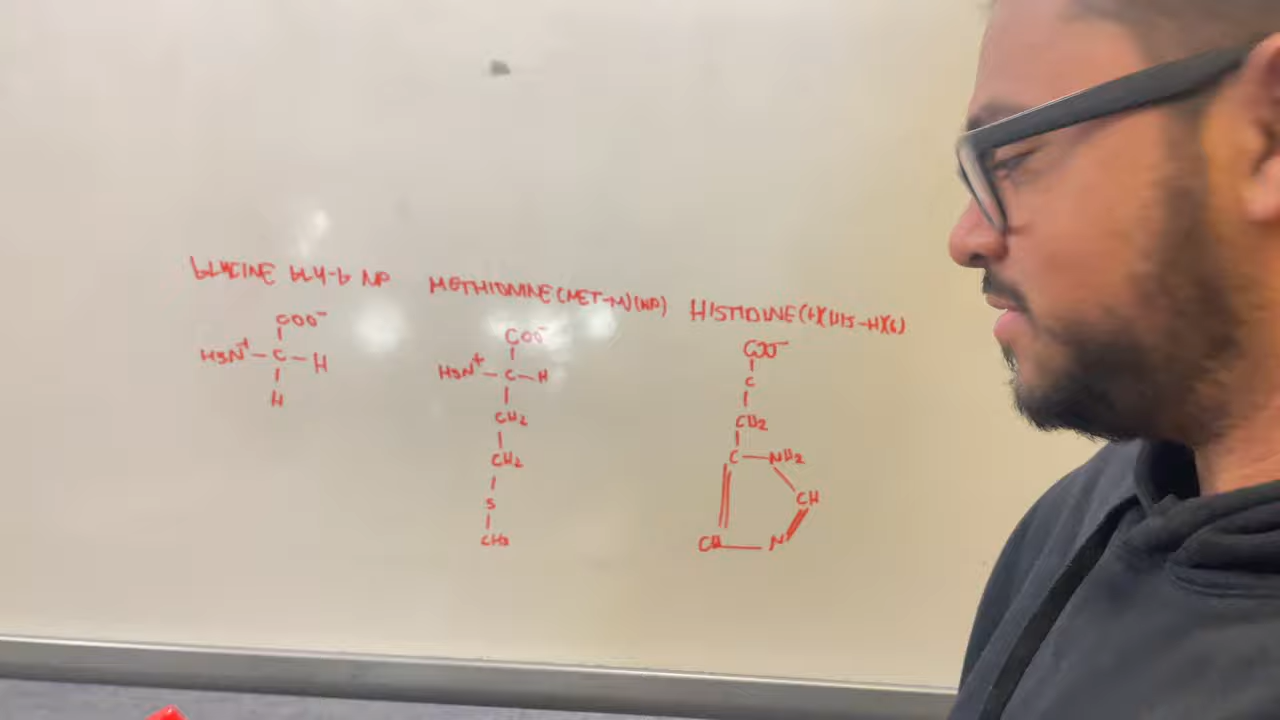 GLYCINE GLY-G NP
COO⁻
H3N⁺—C—H
H
METHIONINE (MET-M) (NP)
COO⁻
H3N⁺—C—H
CH2
CH2
S
CH3
HISTIDINE (+) (HIS-H)
COO⁻
C
CH2
C—NH2
CH
CH—N